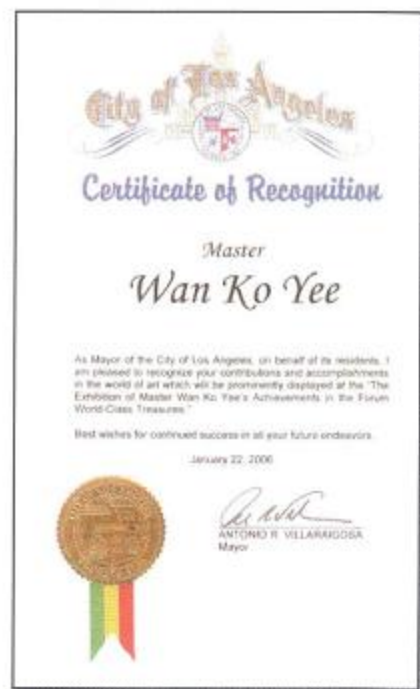 City of Los Angeles
Certificate of Recognition
Master
Wan Ko Yee
As Mayor of the City of Los Angeles, on behalf of its residents, I
am pleased to recognize your contributions and accomplishments
in the world of art which will be prominently displayed at the "The
Exhibition of Master Wan Ko Yee's Achievements in the Forum
World-Class Treasures."
Best wishes for continued success in all your future endeavors.
January 22, 2006
ANTONIO R. VILLARAIGOSA
Mayor